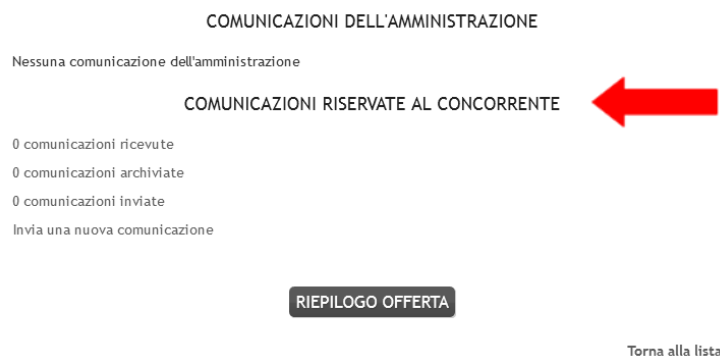 COMUNICAZIONI DELL'AMMINISTRAZIONE
Nessuna comunicazione dell'amministrazione
COMUNICAZIONI RISERVATE AL CONCORRENTE
0 comunicazioni ricevute
0 comunicazioni archiviate
0 comunicazioni inviate
Invia una nuova comunicazione
RIEPILOGO OFFERTA
Torna alla lista